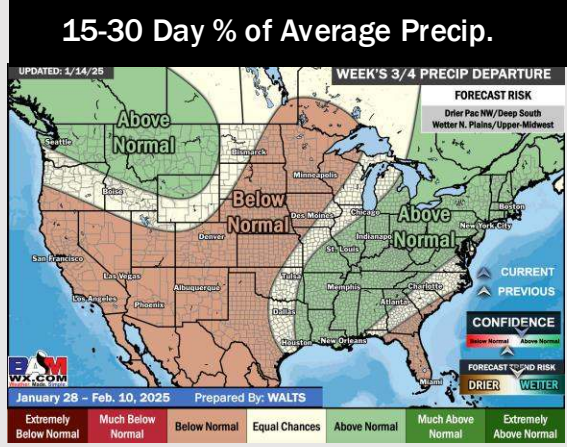 15-30 Day % of Average Precip.
UPDATED: 1/14/25
WEEK'S 3/4 PRECIP DEPARTURE
FORECAST RISK
Drier Pac NW/Deep South
Wetter N. Plains/Upper-Midwest
Above
Normal
Seattle
Bismarck
Minneapolis
Boise
Below
Normal
Des Moines
Chicago
Above
Normal
Boston
New York City
Indianapo
St. Louis
Denver
San Francisco
Las Vegas
Los Angeles
Phoenix
Albuquerque
Tulsa
Memphis
Charlotte
Atlanta
Dallas
Houston
New Orleans
Miami
CURRENT
PREVIOUS
CONFIDENCE
Below Normal
Above Normal
FORECAST TREND RISK
DRIER
WETTER
BAM
WX.COM
January 28 – Feb. 10, 2025
Prepared By: WALTS
Extremely
Below Normal
Much Below
Normal
Below Normal
Equal Chances
Above Normal
Much Above
Normal
Extremely
Above Normal